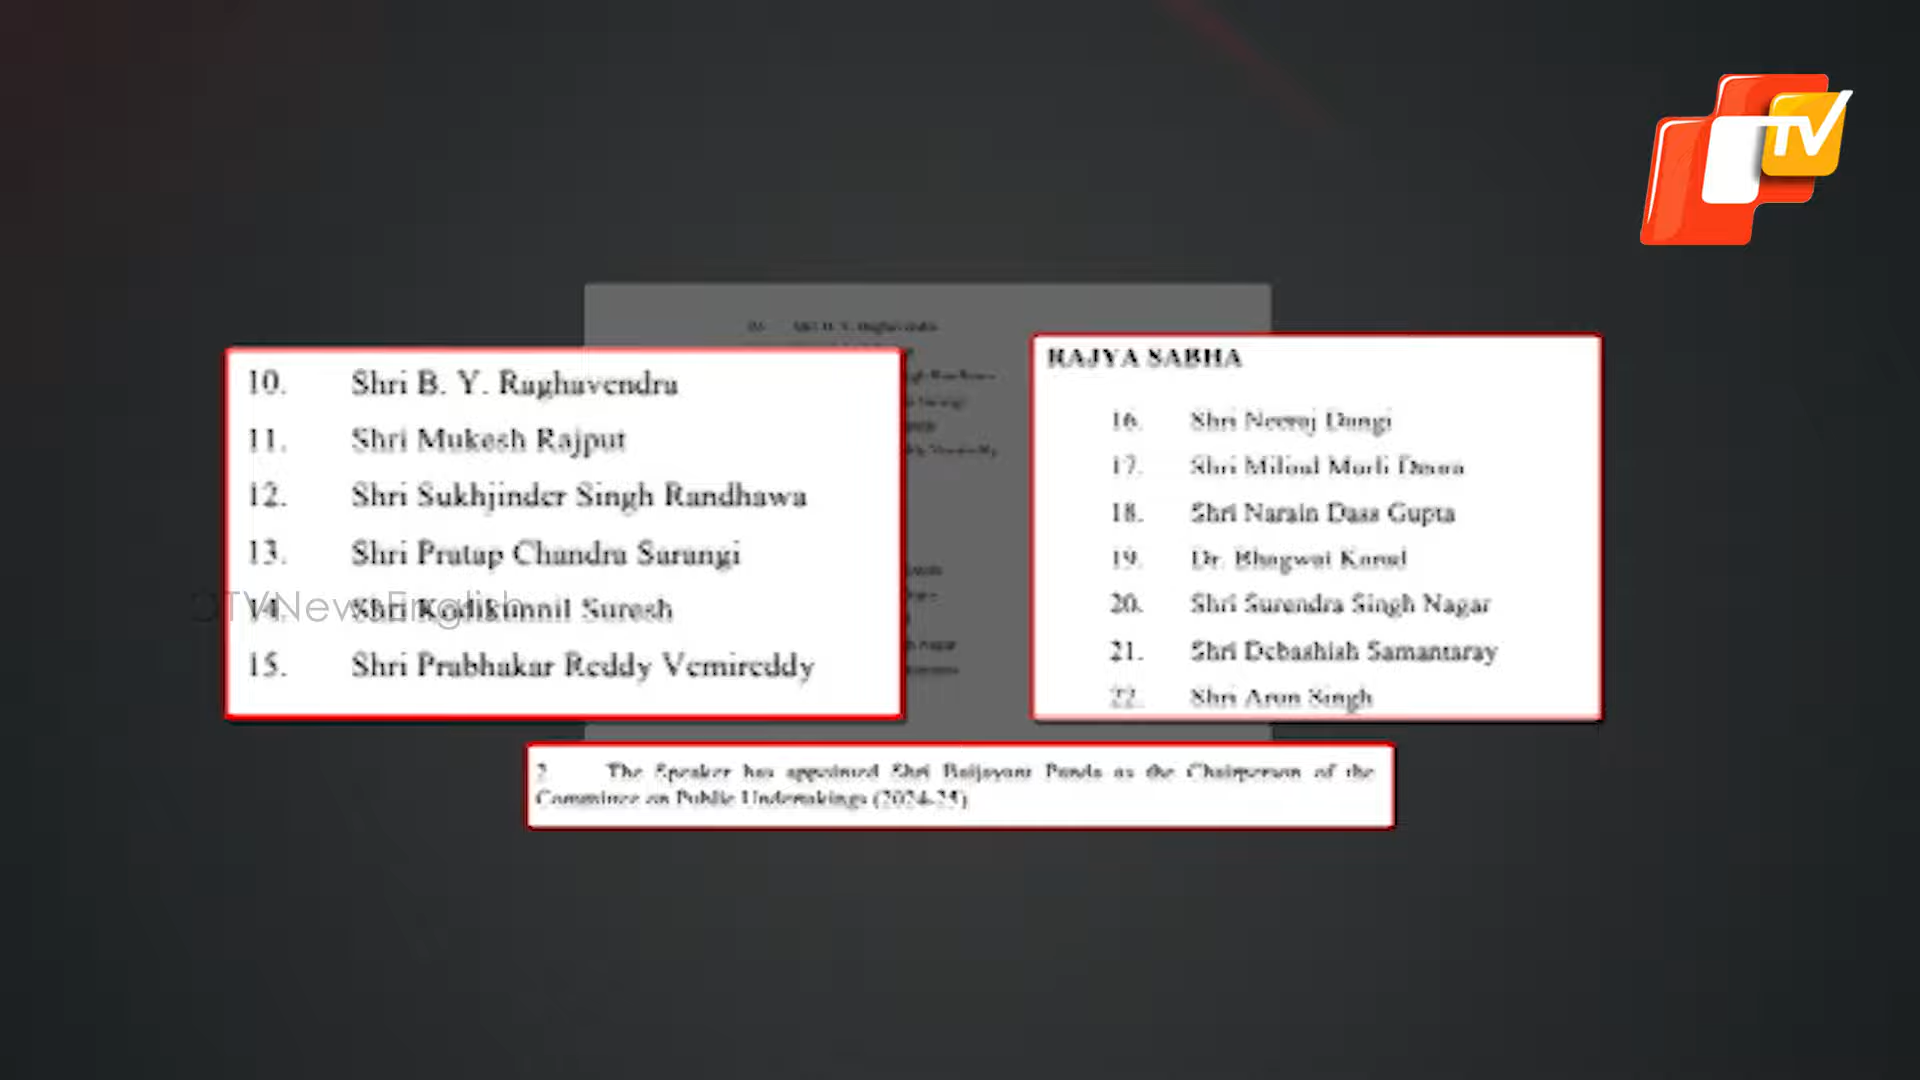 TV
10. Shri B. Y. Raghavendra
11. Shri Mukesh Rajput
12. Shri Sukhjinder Singh Randhawa
13. Shri Pratap Chandra Sarangi
14. Shri Kodikunnil Suresh
15. Shri Prabhakar Reddy Vemireddy
OTVNewsEnglish
RAJYA SABHA
16. Shri Neeraj Dangi
17. Shri Milind Murli Deora
18. Shri Narain Dass Gupta
19. Dr. Bhagwat Karad
20. Shri Surendra Singh Nagar
21. Shri Debashish Samantaray
22. Shri Arun Singh
2. The Speaker has appointed Shri Baijayant Panda as the Chairperson of the
Committee on Public Undertakings (2024-25)